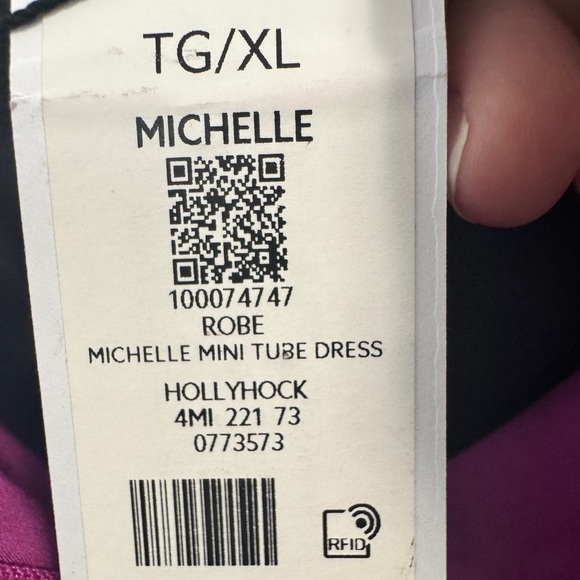 TG/XL
MICHELLE
100074747
ROBE
MICHELLE MINI TUBE DRESS
HOLLYHOCK
4MI 221 73
0773573
RFID